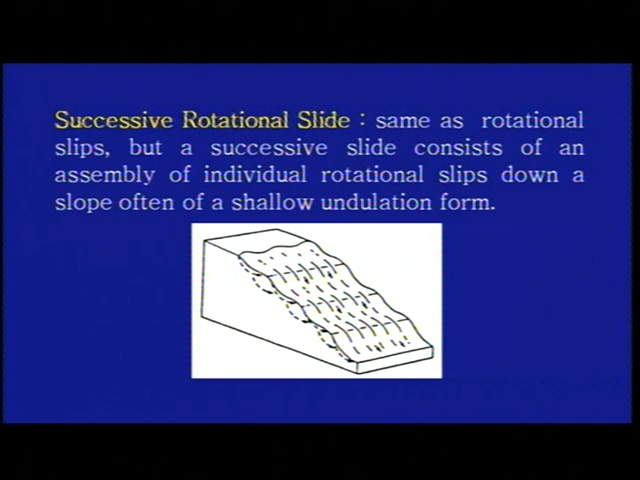 Successive Rotational Slide : same as rotational
slips, but a successive slide consists of an
assembly of individual rotational slips down a
slope often of a shallow undulation form.